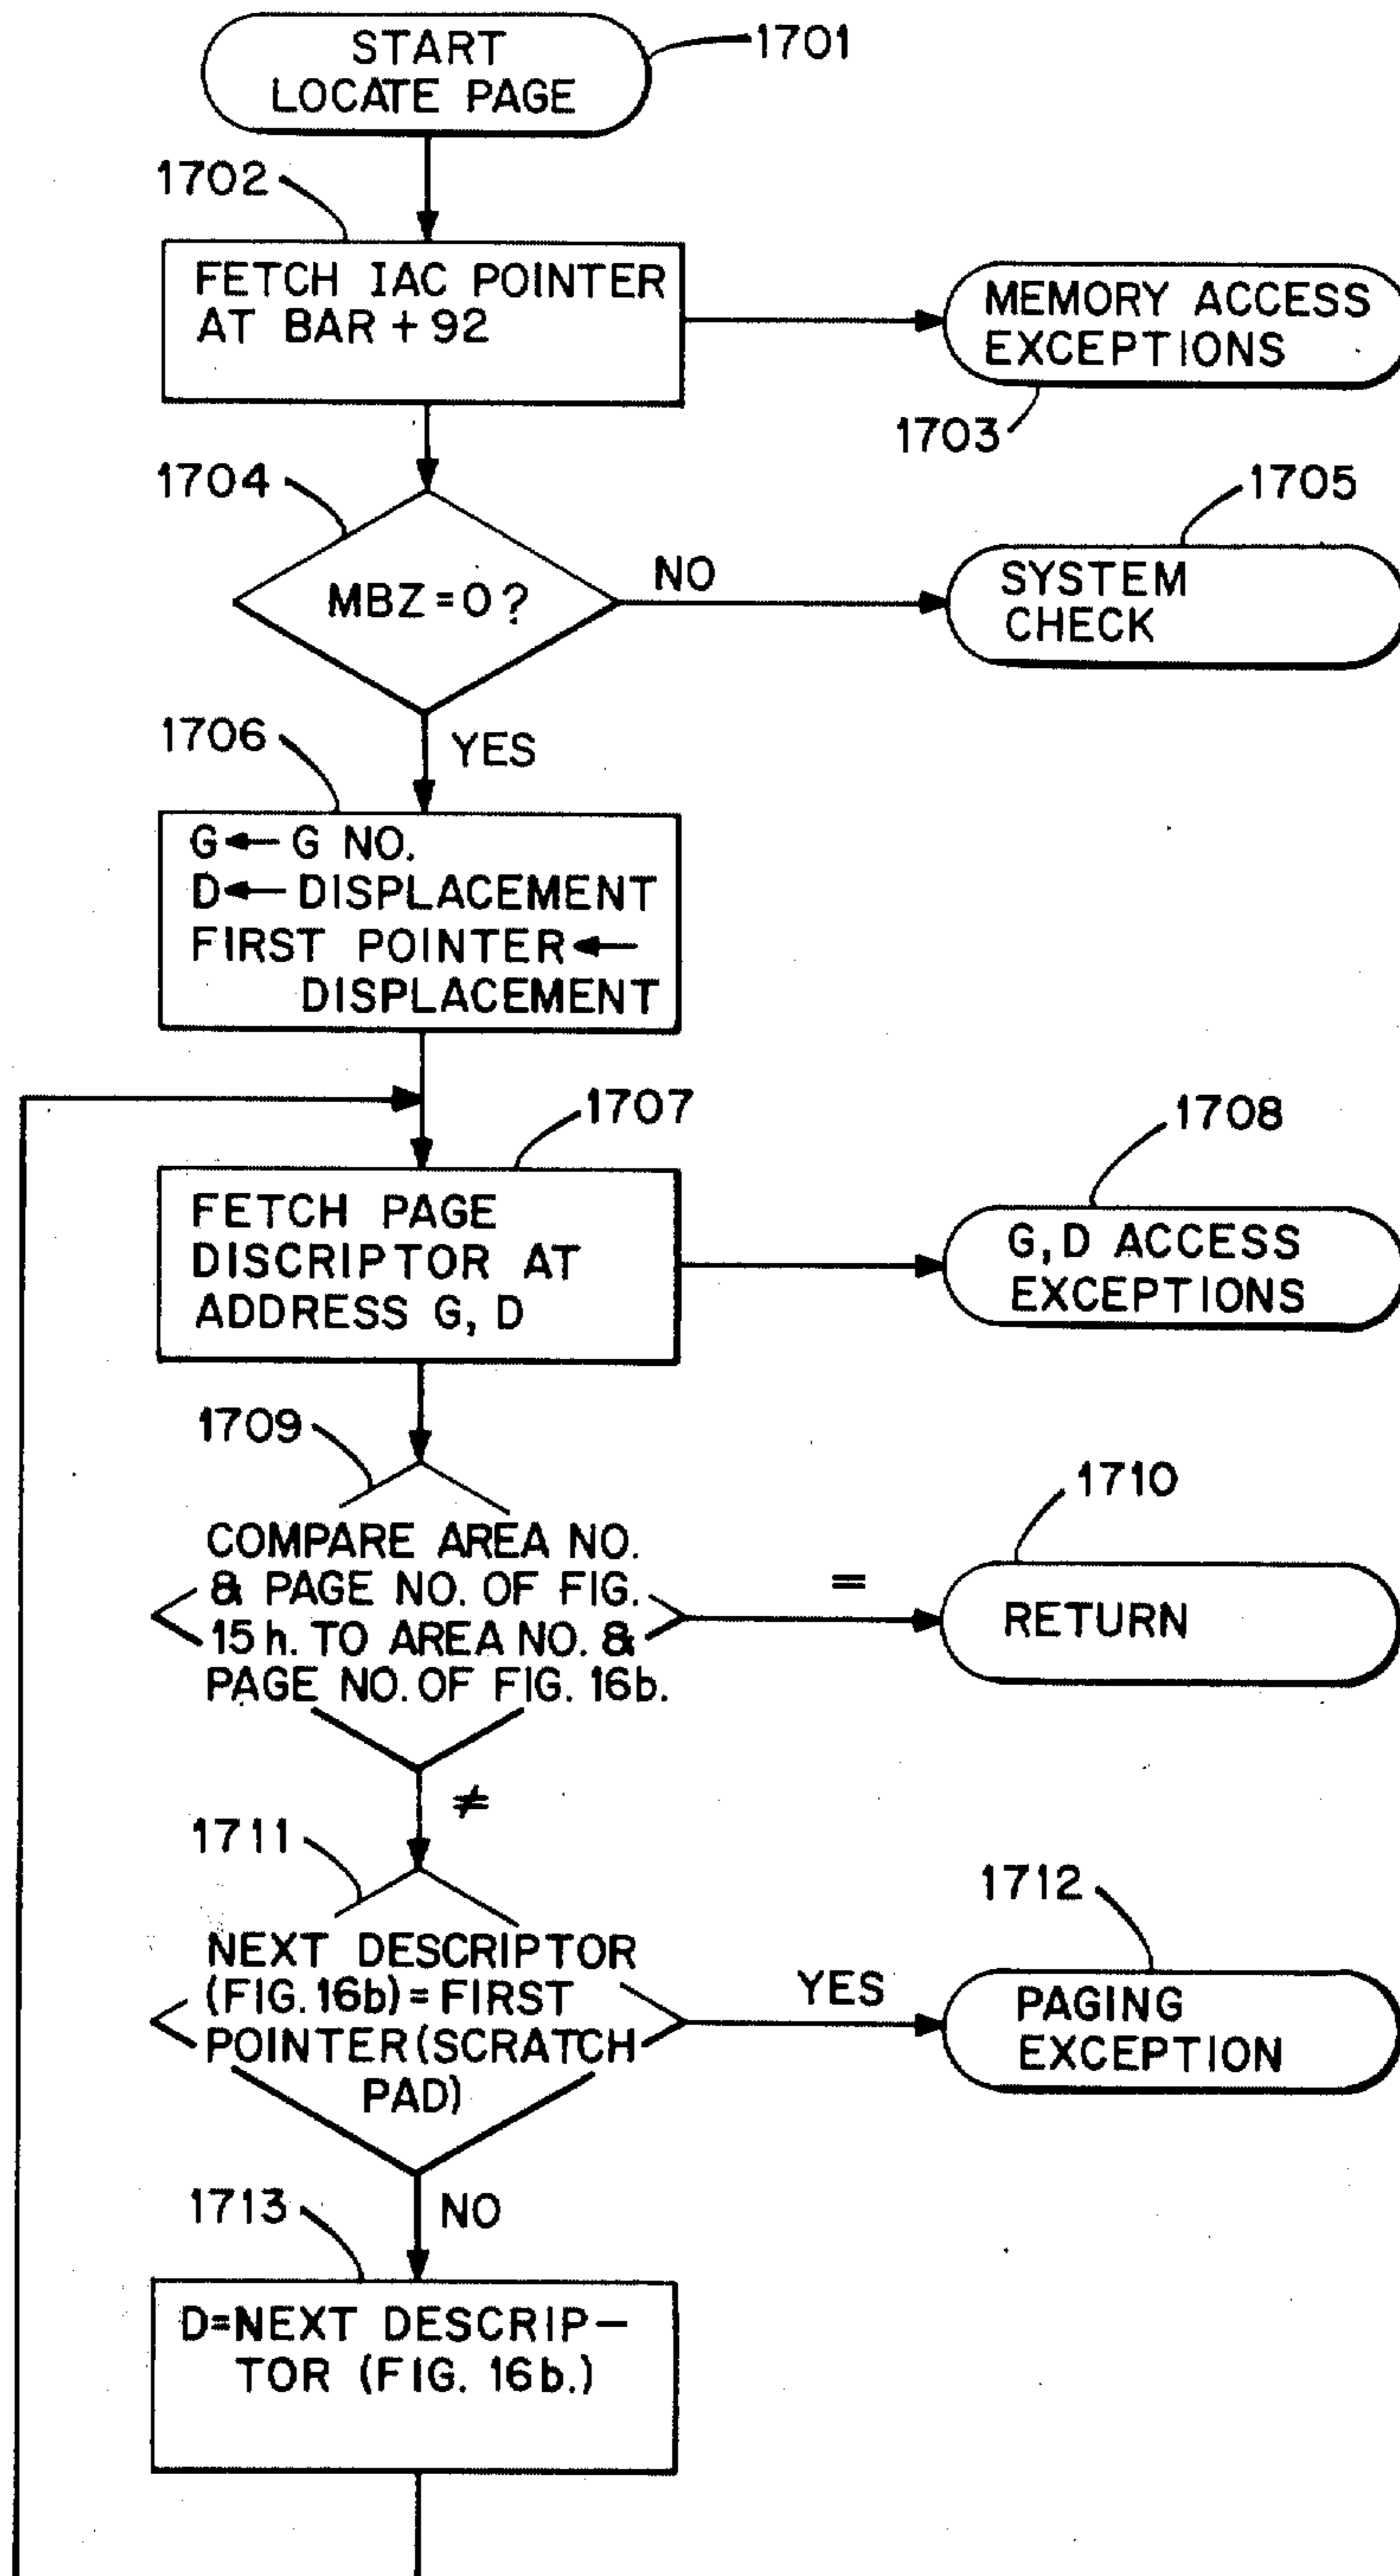 START
LOCATE PAGE
1701
1702
FETCH IAC POINTER
AT BAR + 92
MEMORY ACCESS
EXCEPTIONS
1703
1704
MBZ = 0 ?
NO
1705
SYSTEM
CHECK
YES
1706
G ← G NO.
D ← DISPLACEMENT
FIRST POINTER ←
DISPLACEMENT
1707
FETCH PAGE
DISCRIPTOR AT
ADDRESS G, D
1708
G, D ACCESS
EXCEPTIONS
1709
COMPARE AREA NO.
& PAGE NO. OF FIG.
15h. TO AREA NO. &
PAGE NO. OF FIG. 16b.
=
1710
RETURN
≠
1711
NEXT DESCRIPTOR
(FIG. 16b) = FIRST
POINTER (SCRATCH
PAD)
YES
1712
PAGING
EXCEPTION
NO
1713
D=NEXT DESCRIP–
TOR (FIG. 16b.)